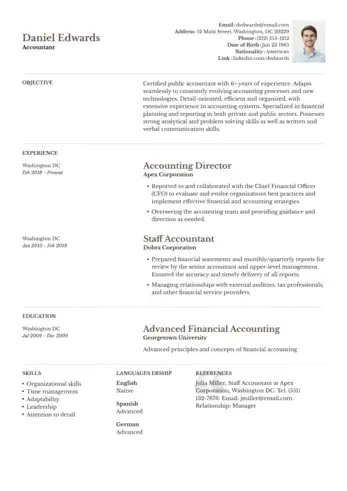 Daniel Edwards
Accountant
Email: dedwards@email.com
Address: 12 Main Street, Washington, DC 20229
Phone: (212) 555-1212
Date of Birth: Jan 23 1985
Nationality: American
Link: linkedin.com/dedwards
OBJECTIVE
Certified public accountant with 6+ years of experience. Adapts
seamlessly to constantly evolving accounting processes and new
technologies. Detail-oriented, efficient and organized, with
extensive experience in accounting systems. Specialized in financial
planning and reporting in both private and public sectors. Possesses
strong analytical and problem solving skills as well as written and
verbal communication skills.
EXPERIENCE
Washington DC
Feb 2018 - Present
Accounting Director
Apex Corporation
• Reported to and collaborated with the Chief Financial Officer
(CFO) to evaluate and evolve organizations best practices and
implement effective financial and accounting strategies.
• Overseeing the accounting team and providing guidance and
direction as needed.
Washington DC
Jan 2013 - Feb 2018
Staff Accountant
Dobra Corporation
• Prepared financial statements and monthly/quarterly reports for
review by the senior accountant and upper-level management.
Ensured the accuracy and timely delivery of all reports.
• Managing relationships with external auditors, tax professionals,
and other financial service providers.
EDUCATION
Washington DC
Jul 2009 - Dec 2009
Advanced Financial Accounting
Georgetown University
Advanced principles and concepts of financial accounting
SKILLS
• Organizational skills
• Time management
• Adaptability
• Leadership
• Attention to detail
LANGUAGES ERSHIP
English
Native
Spanish
Advanced
German
Advanced
REFERENCES
Julia Miller, Staff Accountant at Apex
Corporation, Washington DC. Tel: (555)
132-7676. Email. jmiller@email.com.
Relationship: Manager